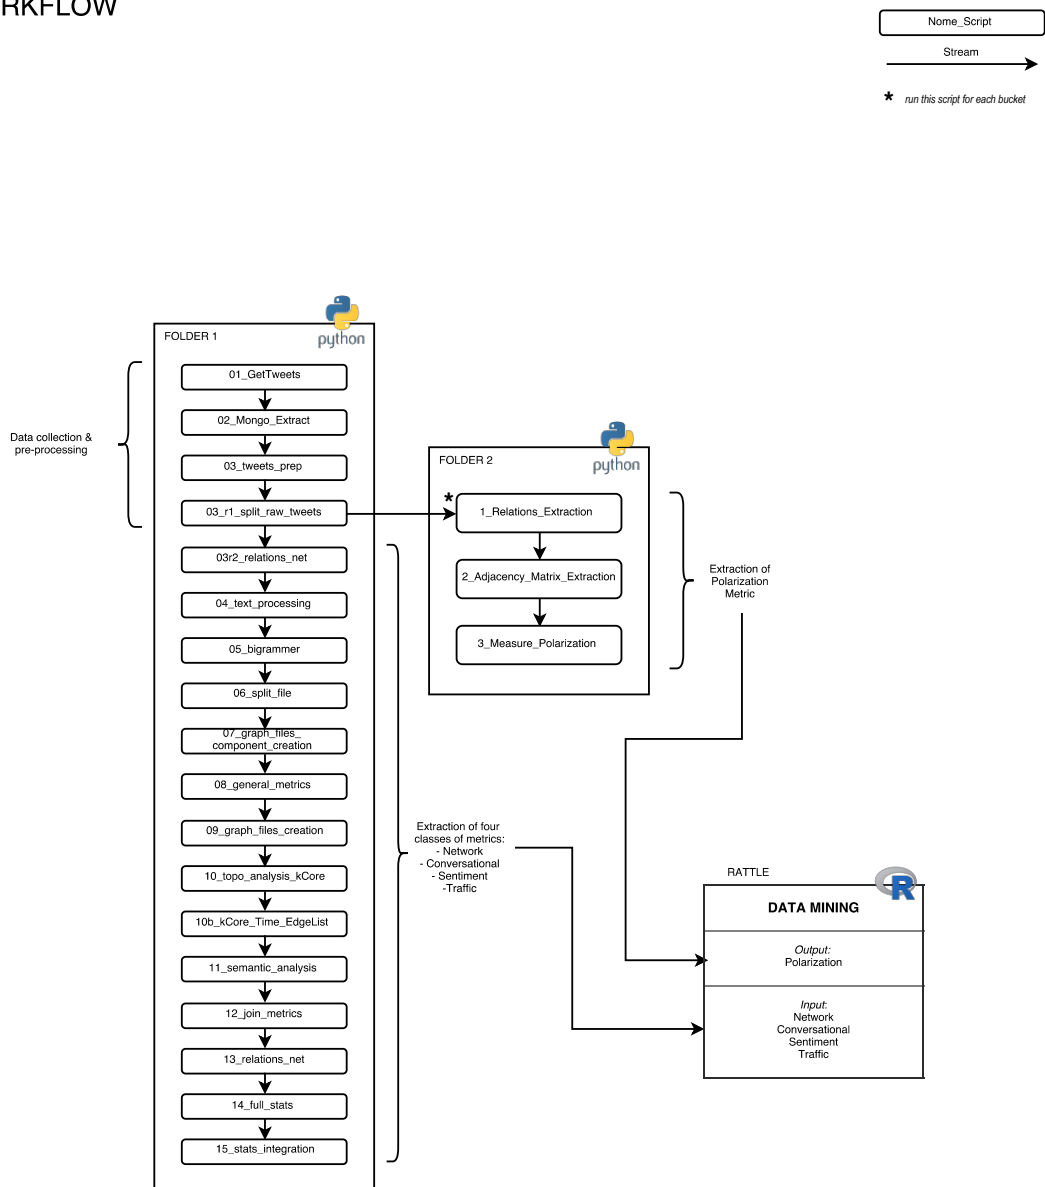 RKFLOW
Nome_Script
Stream
* run this script for each bucket
python
FOLDER 1
01_GetTweets
02_Mongo_Extract
03_tweets_prep
03_r1_split_raw_tweets
03r2_relations_net
04_text_processing
05_bigrammer
06_split_file
07_graph_files_
component_creation
08_general_metrics
09_graph_files_creation
10_topo_analysis_kCore
10b_kCore_Time_EdgeList
11_semantic_analysis
12_join_metrics
13_relations_net
14_full_stats
15_stats_integration
Data collection &
pre-processing
python
FOLDER 2
*
1_Relations_Extraction
2_Adjacency_Matrix_Extraction
3_Measure_Polarization
Extraction of
Polarization
Metric
Extraction of four
classes of metrics:
- Network
- Conversational
- Sentiment
-Traffic
RATTLE
R
DATA MINING
Output:
Polarization
Input:
Network
Conversational
Sentiment
Traffic